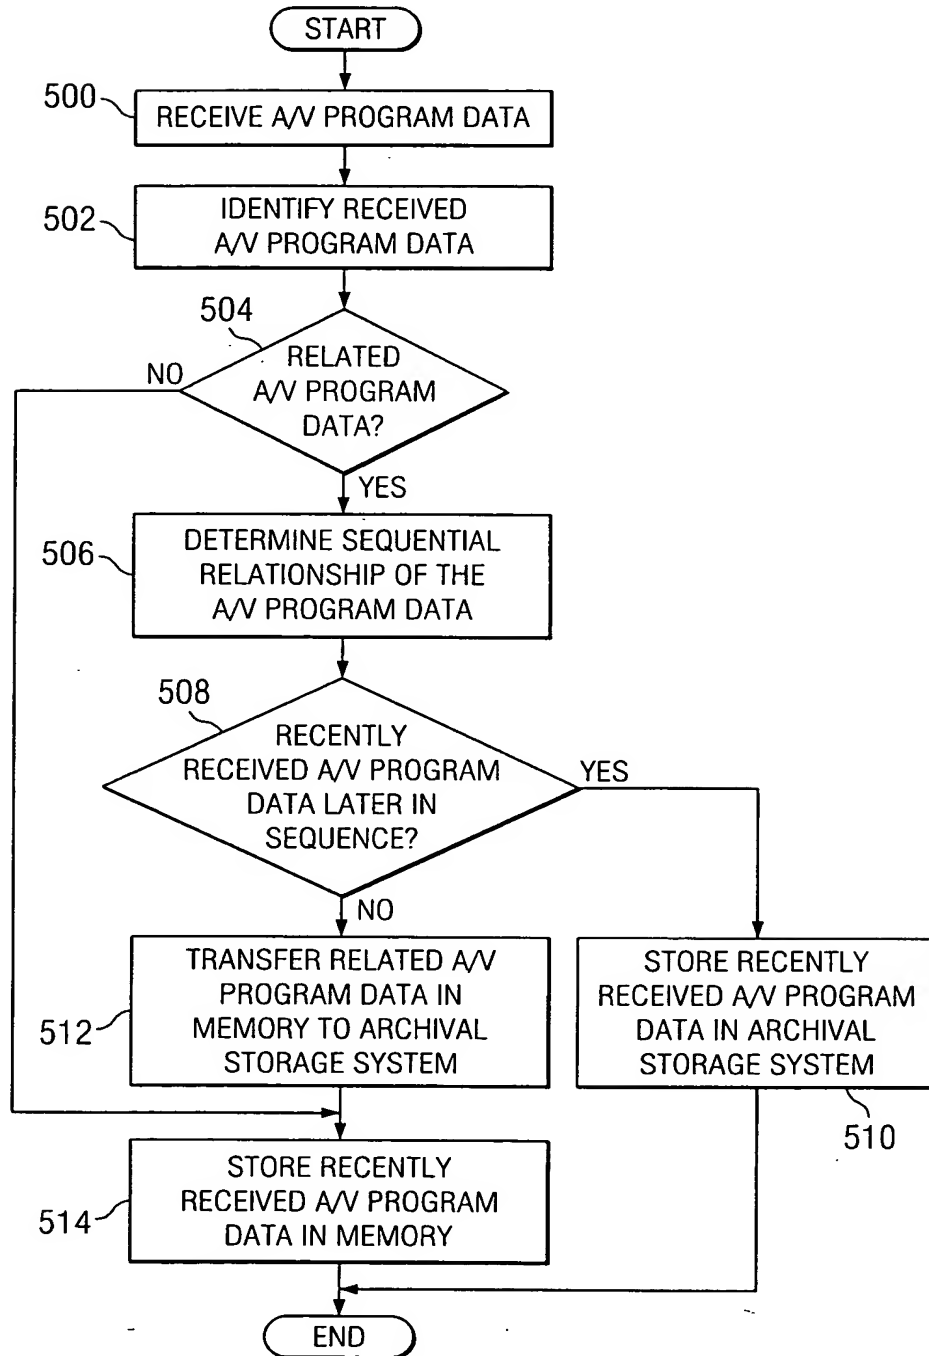 START
500
RECEIVE A/V PROGRAM DATA
502
IDENTIFY RECEIVED
A/V PROGRAM DATA
504
RELATED
A/V PROGRAM
DATA?
NO
YES
506
DETERMINE SEQUENTIAL
RELATIONSHIP OF THE
A/V PROGRAM DATA
508
RECENTLY
RECEIVED A/V PROGRAM
DATA LATER IN
SEQUENCE?
YES
NO
512
TRANSFER RELATED A/V
PROGRAM DATA IN
MEMORY TO ARCHIVAL
STORAGE SYSTEM
STORE RECENTLY
RECEIVED A/V PROGRAM
DATA IN ARCHIVAL
STORAGE SYSTEM
510
514
STORE RECENTLY
RECEIVED A/V PROGRAM
DATA IN MEMORY
END